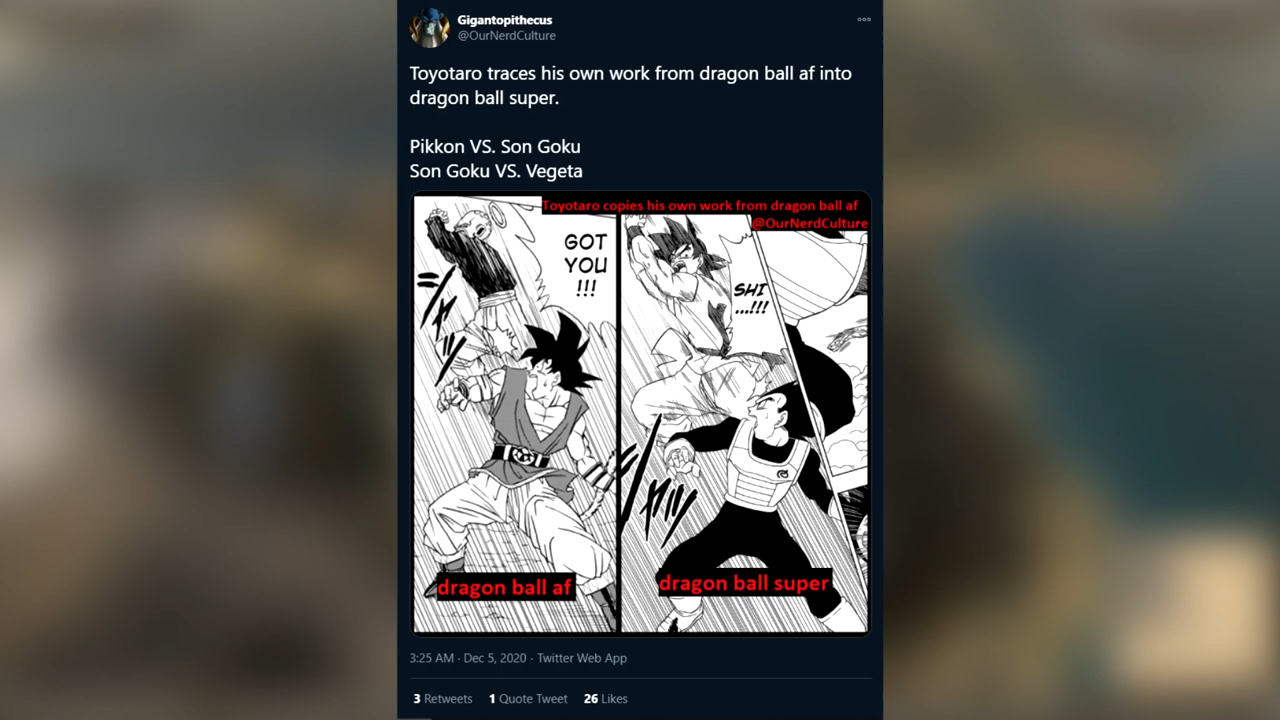 Gigantopithecus
@OurNerdCulture
Toyotaro traces his own work from dragon ball af into
dragon ball super.
Pikkon VS. Son Goku
Son Goku VS. Vegeta
Toyotaro copies his own work from dragon ball af
@OurNerdCulture
GOT
YOU
!!!
SHI
...!!!
dragon ball af
dragon ball super
3:25 AM · Dec 5, 2020 · Twitter Web App
3 Retweets 1 Quote Tweet 26 Likes